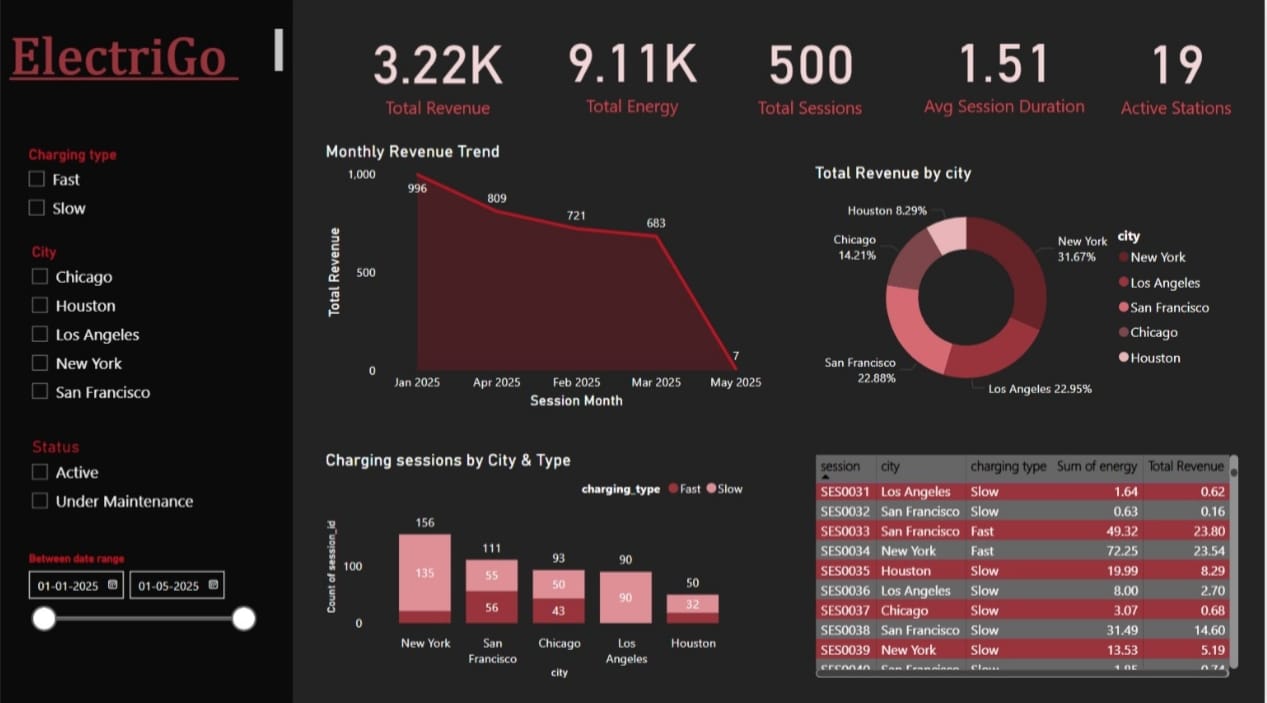 ElectriGo
3.22K
Total Revenue
9.11K
Total Energy
500
Total Sessions
1.51
Avg Session Duration
19
Active Stations
Charging type
Fast
Slow
City
Chicago
Houston
Los Angeles
New York
San Francisco
Status
Active
Under Maintenance
Between date range
01-01-2025 01-05-2025
Monthly Revenue Trend
Total Revenue
1,000
500
0
996
809
721
683
7
Jan 2025 Apr 2025 Feb 2025 Mar 2025 May 2025
Session Month
Total Revenue by city
Houston 8.29%
Chicago
14.21%
San Francisco
22.88%
Los Angeles 22.95%
New York
31.67%
city
New York
Los Angeles
San Francisco
Chicago
Houston
Charging sessions by City & Type
charging_type Fast Slow
Count of session_id
100
0
156
135
111
55
56
93
50
43
90
90
50
32
New York
San
Francisco
Chicago
Los
Angeles
Houston
city
session city charging type Sum of energy Total Revenue
SES0031 Los Angeles Slow 1.64 0.62
SES0032 San Francisco Slow 0.63 0.16
SES0033 San Francisco Fast 49.32 23.80
SES0034 New York Fast 72.25 23.54
SES0035 Houston Slow 19.99 8.29
SES0036 Los Angeles Slow 8.00 2.70
SES0037 Chicago Slow 3.07 0.68
SES0038 San Francisco Slow 31.49 14.60
SES0039 New York Slow 13.53 5.19
SES0040 San Francisco Slow